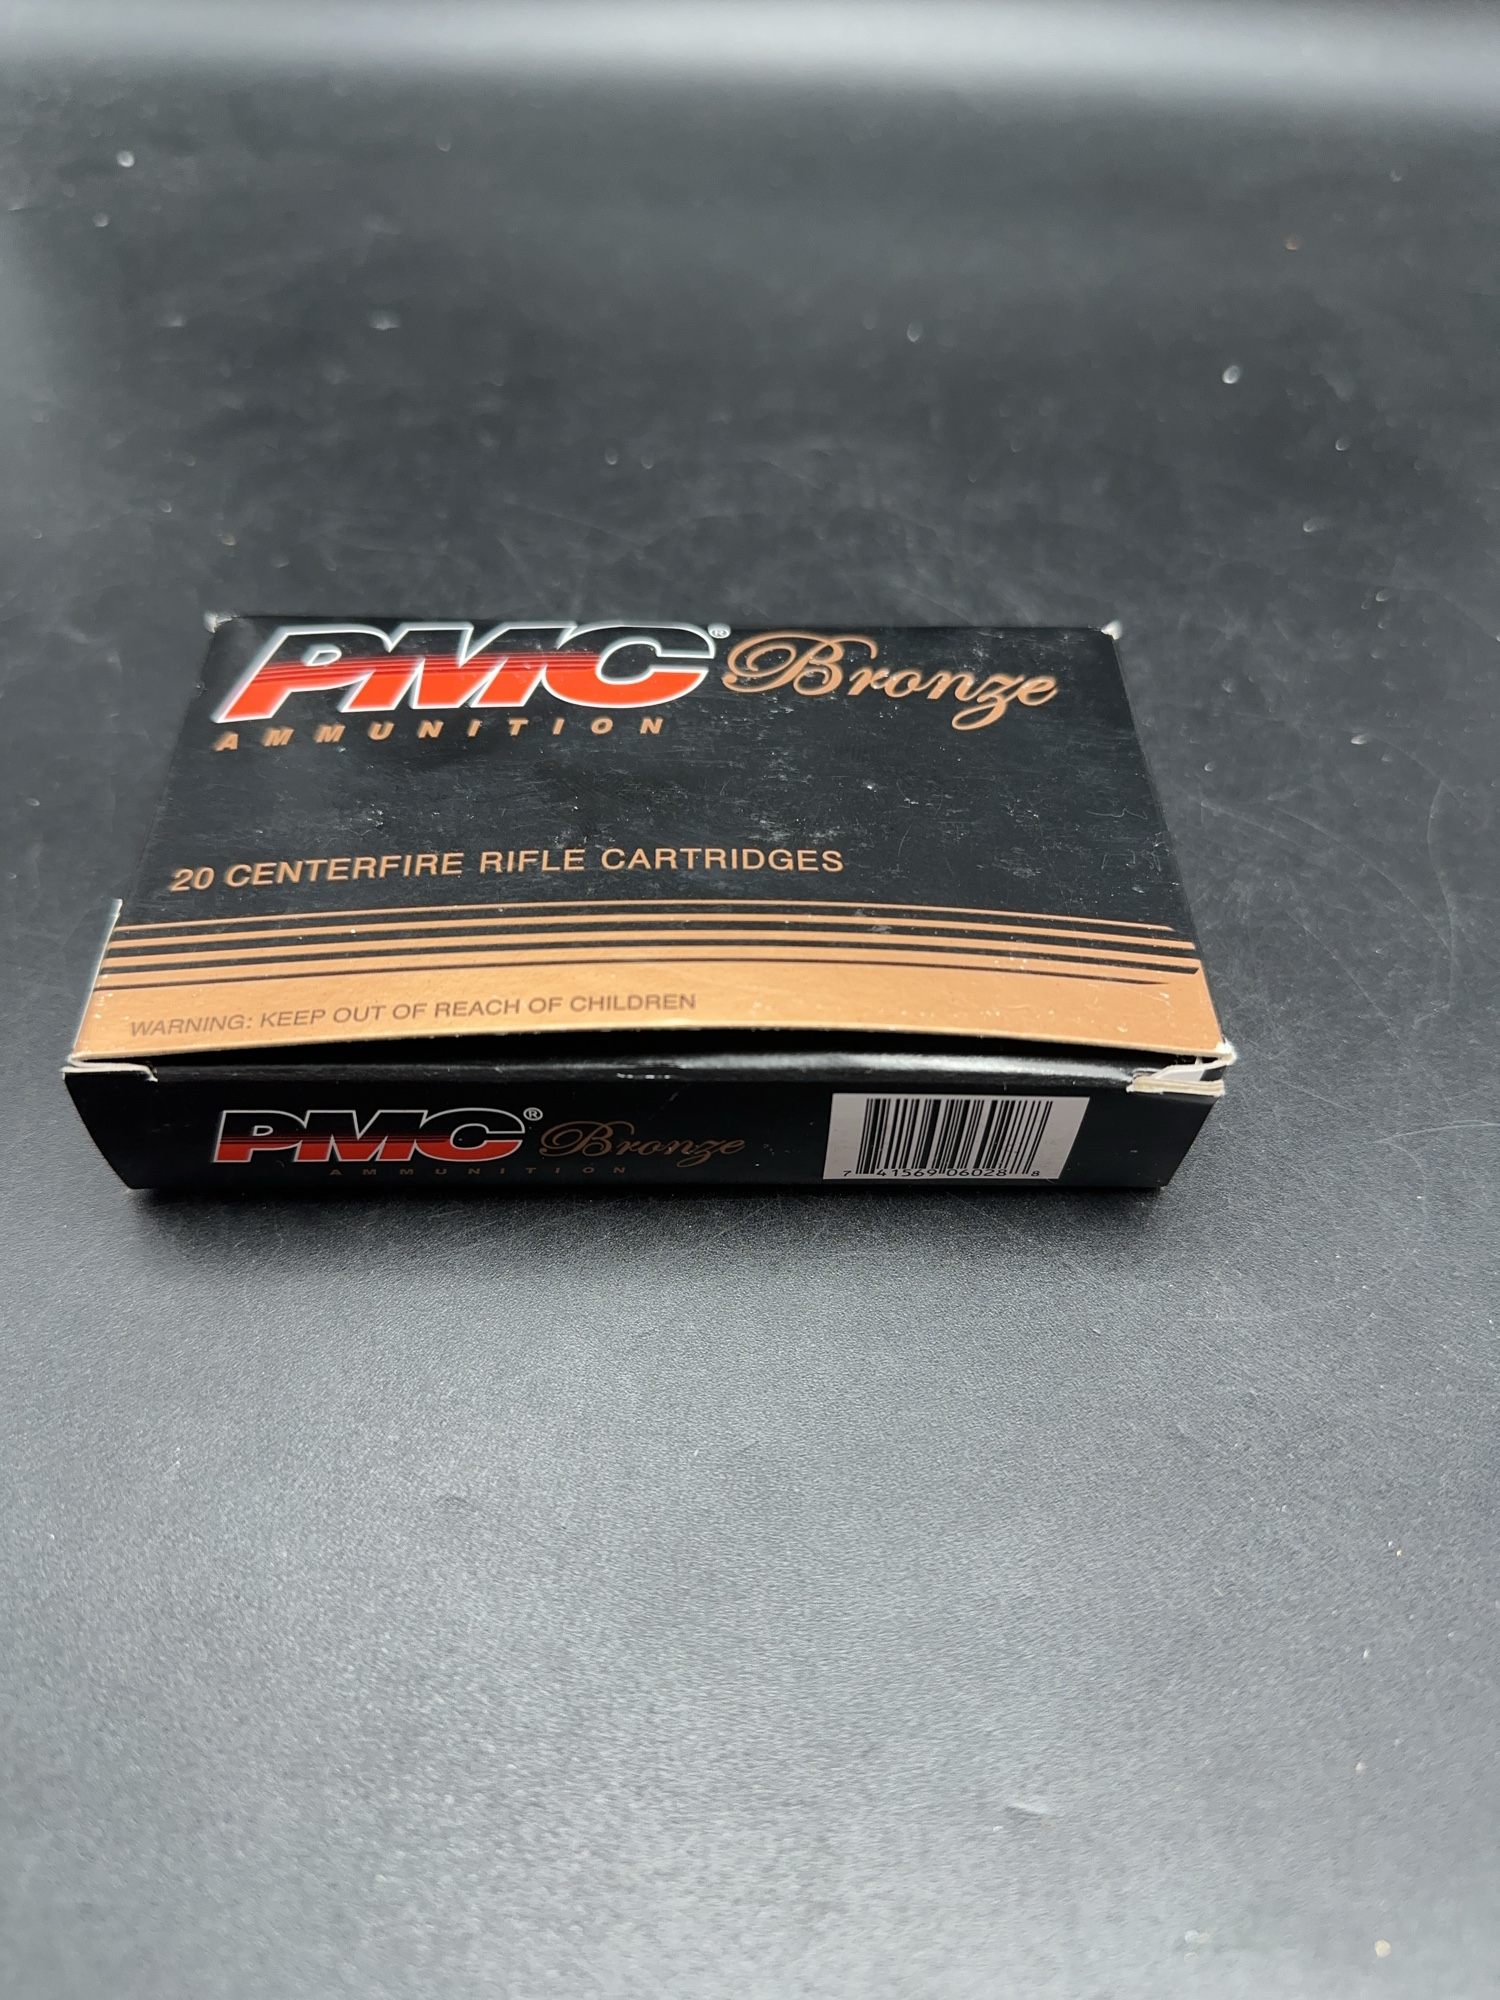 PMC® Bronze
AMMUNITION
20 CENTERFIRE RIFLE CARTRIDGES
WARNING: KEEP OUT OF REACH OF CHILDREN
PMC® Bronze
AMMUNITION
7 41569 06028 8